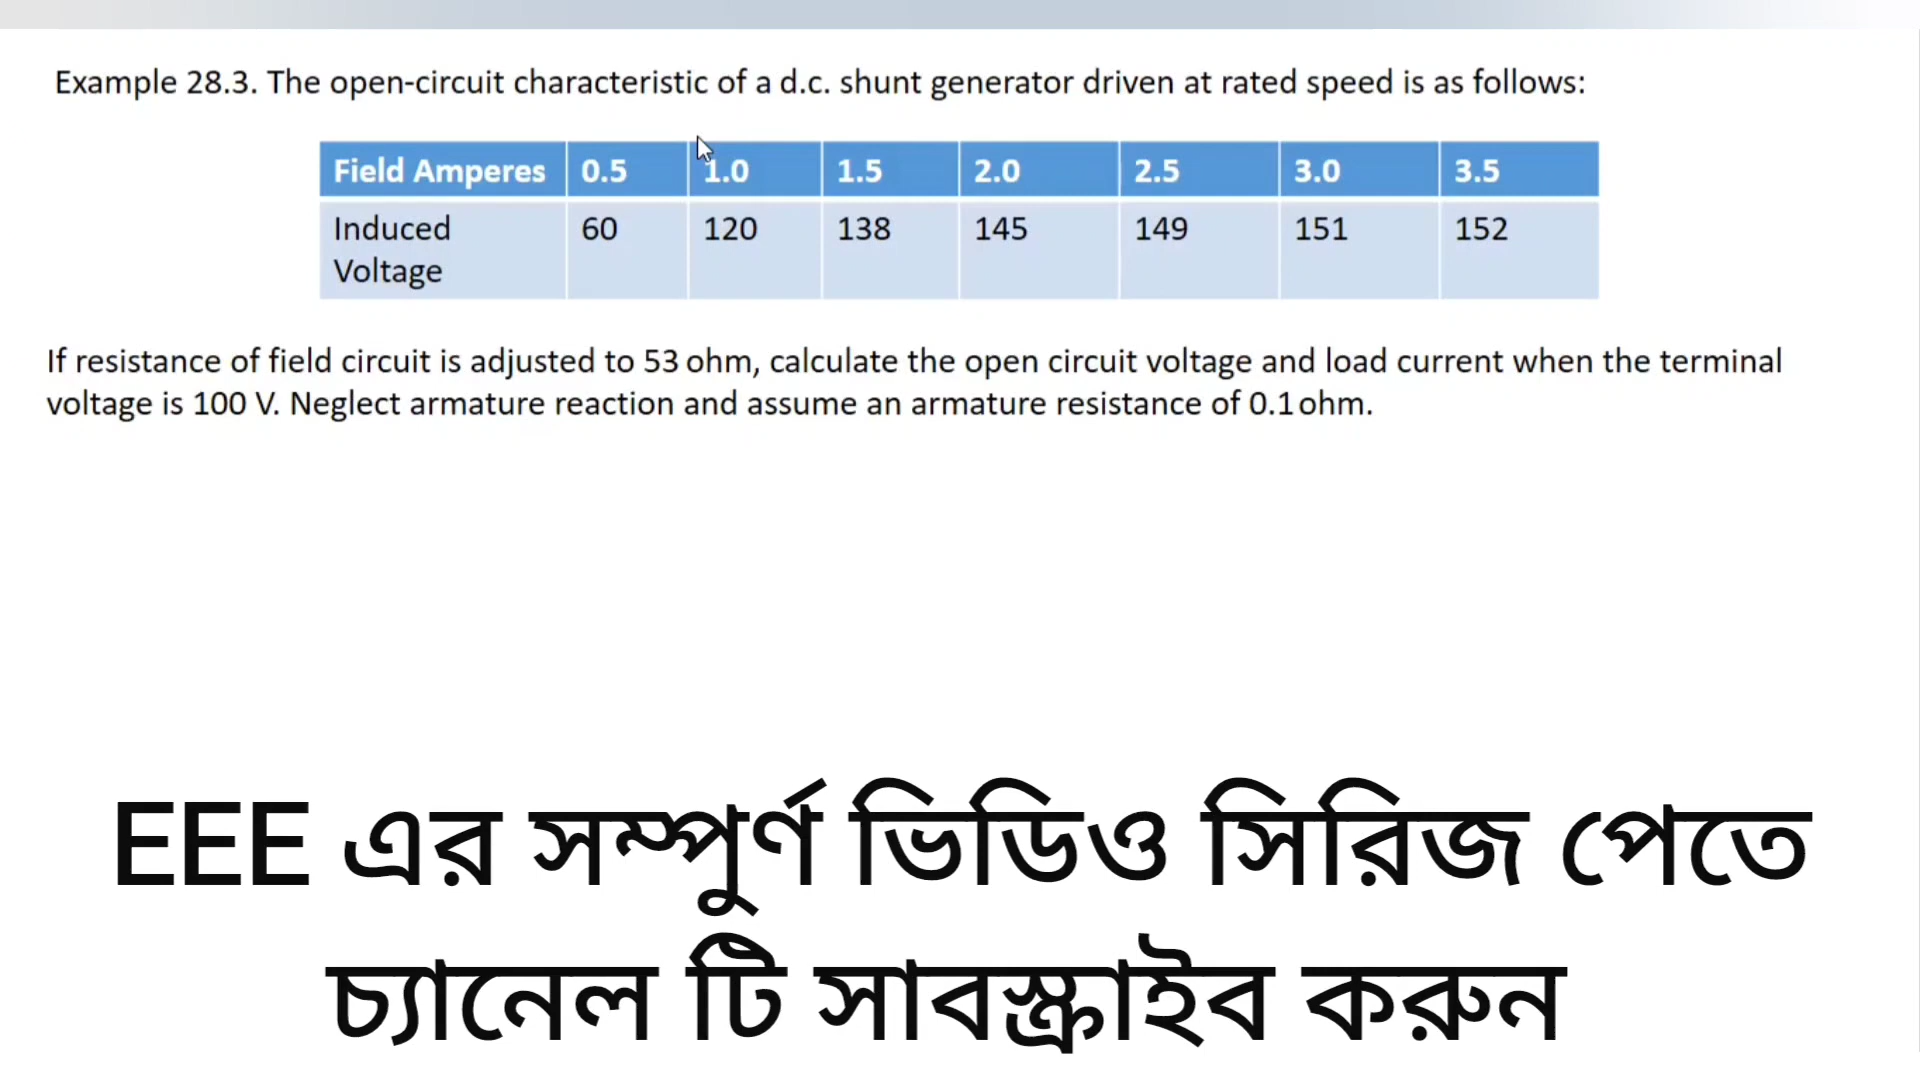 Example 28.3. The open-circuit characteristic of a d.c. shunt generator driven at rated speed is as follows:
Field Amperes 0.5 1.0 1.5 2.0 2.5 3.0 3.5
Induced Voltage 60 120 138 145 149 151 152
If resistance of field circuit is adjusted to 53 ohm, calculate the open circuit voltage and load current when the terminal
voltage is 100 V. Neglect armature reaction and assume an armature resistance of 0.1 ohm.
EEE এর সম্পুর্ণ ভিডিও সিরিজ পেতে
চ্যানেল টি সাবস্ক্রাইব করুন